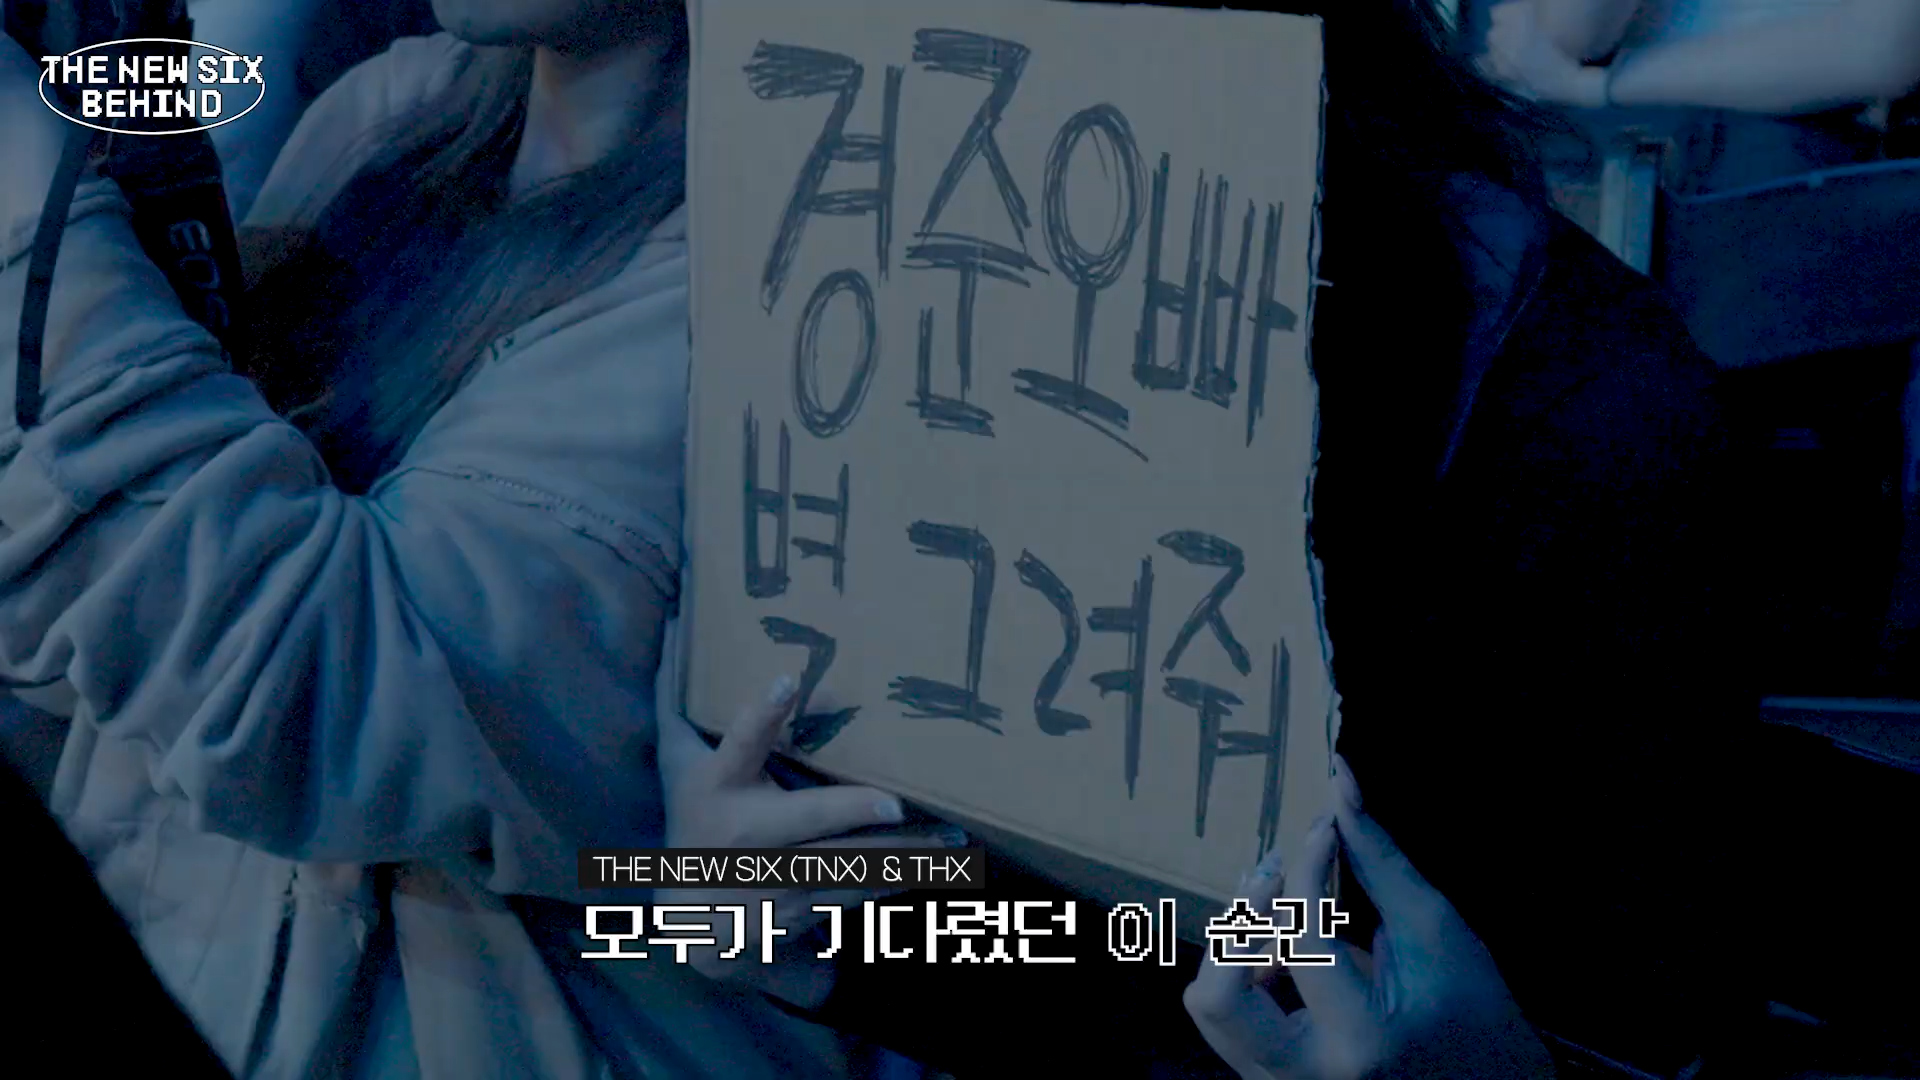 THE NEW SIX
BEHIND
경준오빠
별 그려줘
THE NEW SIX (TNX) & THX
모두가 기다렸던 이 순간